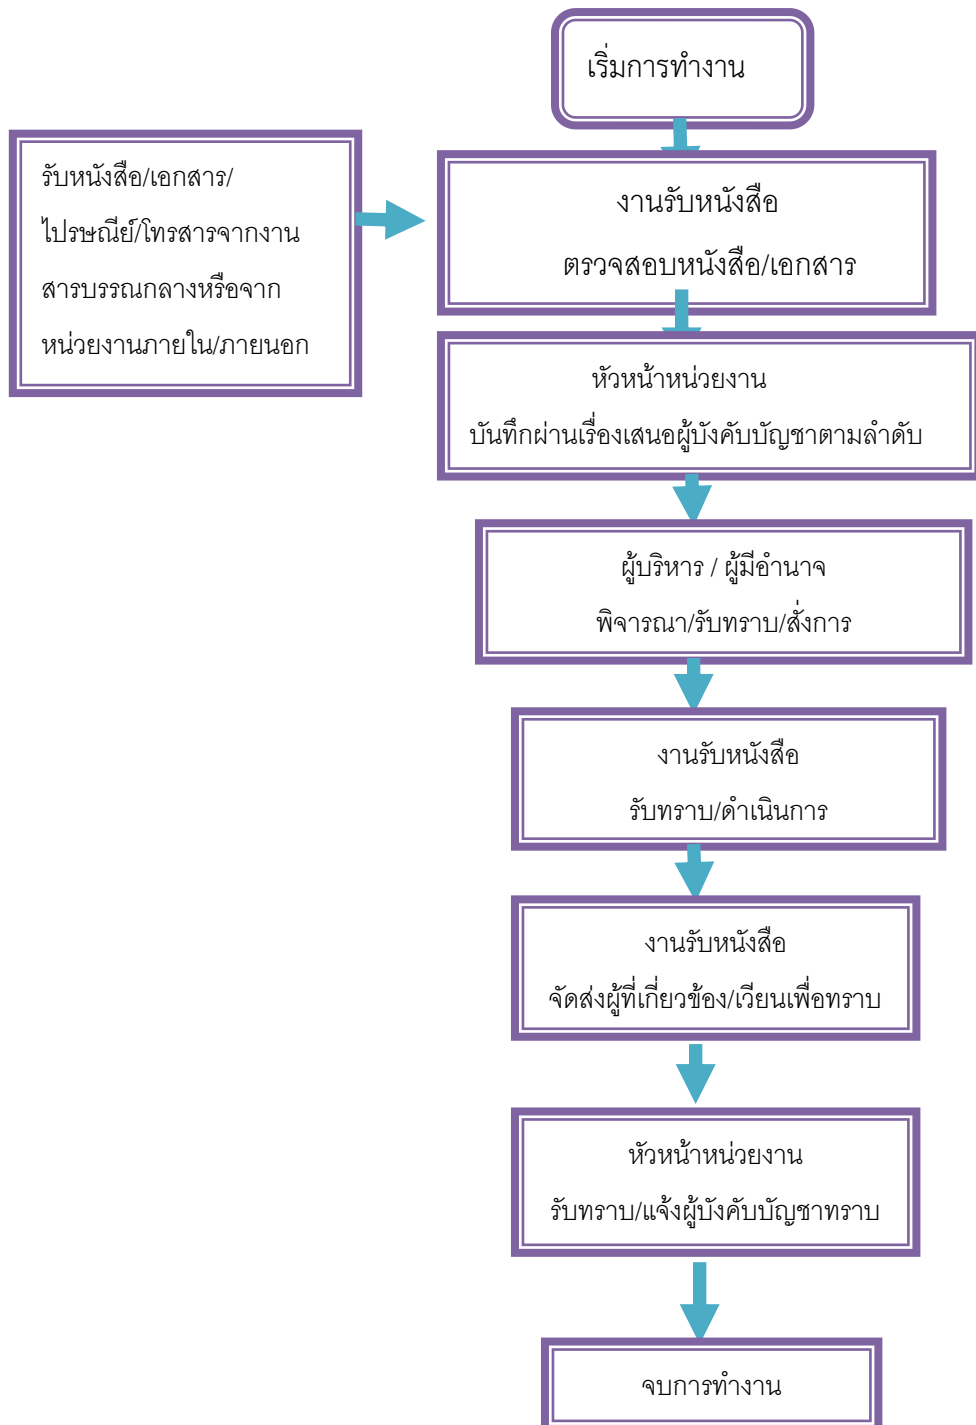 เริ่มการทำงาน
รับหนังสือ/เอกสาร/
ไปรษณีย์/โทรสารจากงาน
สารบรรณกลางหรือจาก
หน่วยงานภายใน/ภายนอก
งานรับหนังสือ
ตรวจสอบหนังสือ/เอกสาร
หัวหน้าหน่วยงาน
บันทึกผ่านเรื่องเสนอผู้บังคับบัญชาตามลำดับ
ผู้บริหาร / ผู้มีอำนาจ
พิจารณา/รับทราบ/สั่งการ
งานรับหนังสือ
รับทราบ/ดำเนินการ
งานรับหนังสือ
จัดส่งผู้ที่เกี่ยวข้อง/เวียนเพื่อทราบ
หัวหน้าหน่วยงาน
รับทราบ/แจ้งผู้บังคับบัญชาทราบ
จบการทำงาน